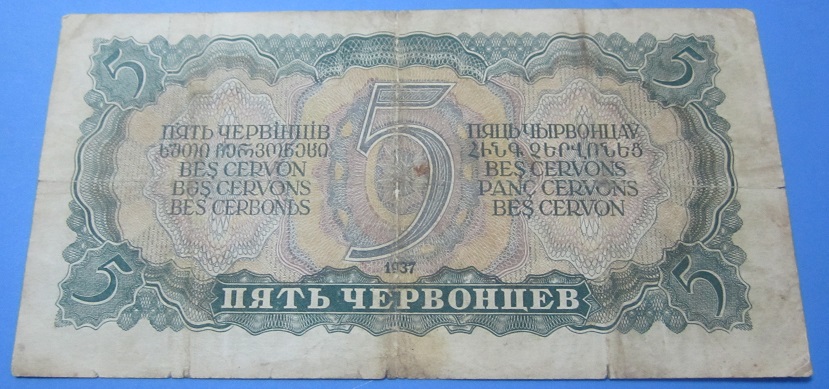 5 5
5
ПЯТЬ ЧЕРВІНЦІВ
ხუთი ჩერვონეცი
BEŞ CERVON
BEŞ CERVONS
BES CERBONDS
ПЯЦЬ ЧЫРВОНЦАЎ
ՀԻՆԳ ՉԵՐՎՈՆԵՑ
BEŞ CERVONS
PANÇ CERVONS
BEŞ CERVON
1937
5 5
ПЯТЬ ЧЕРВОНЦЕВ